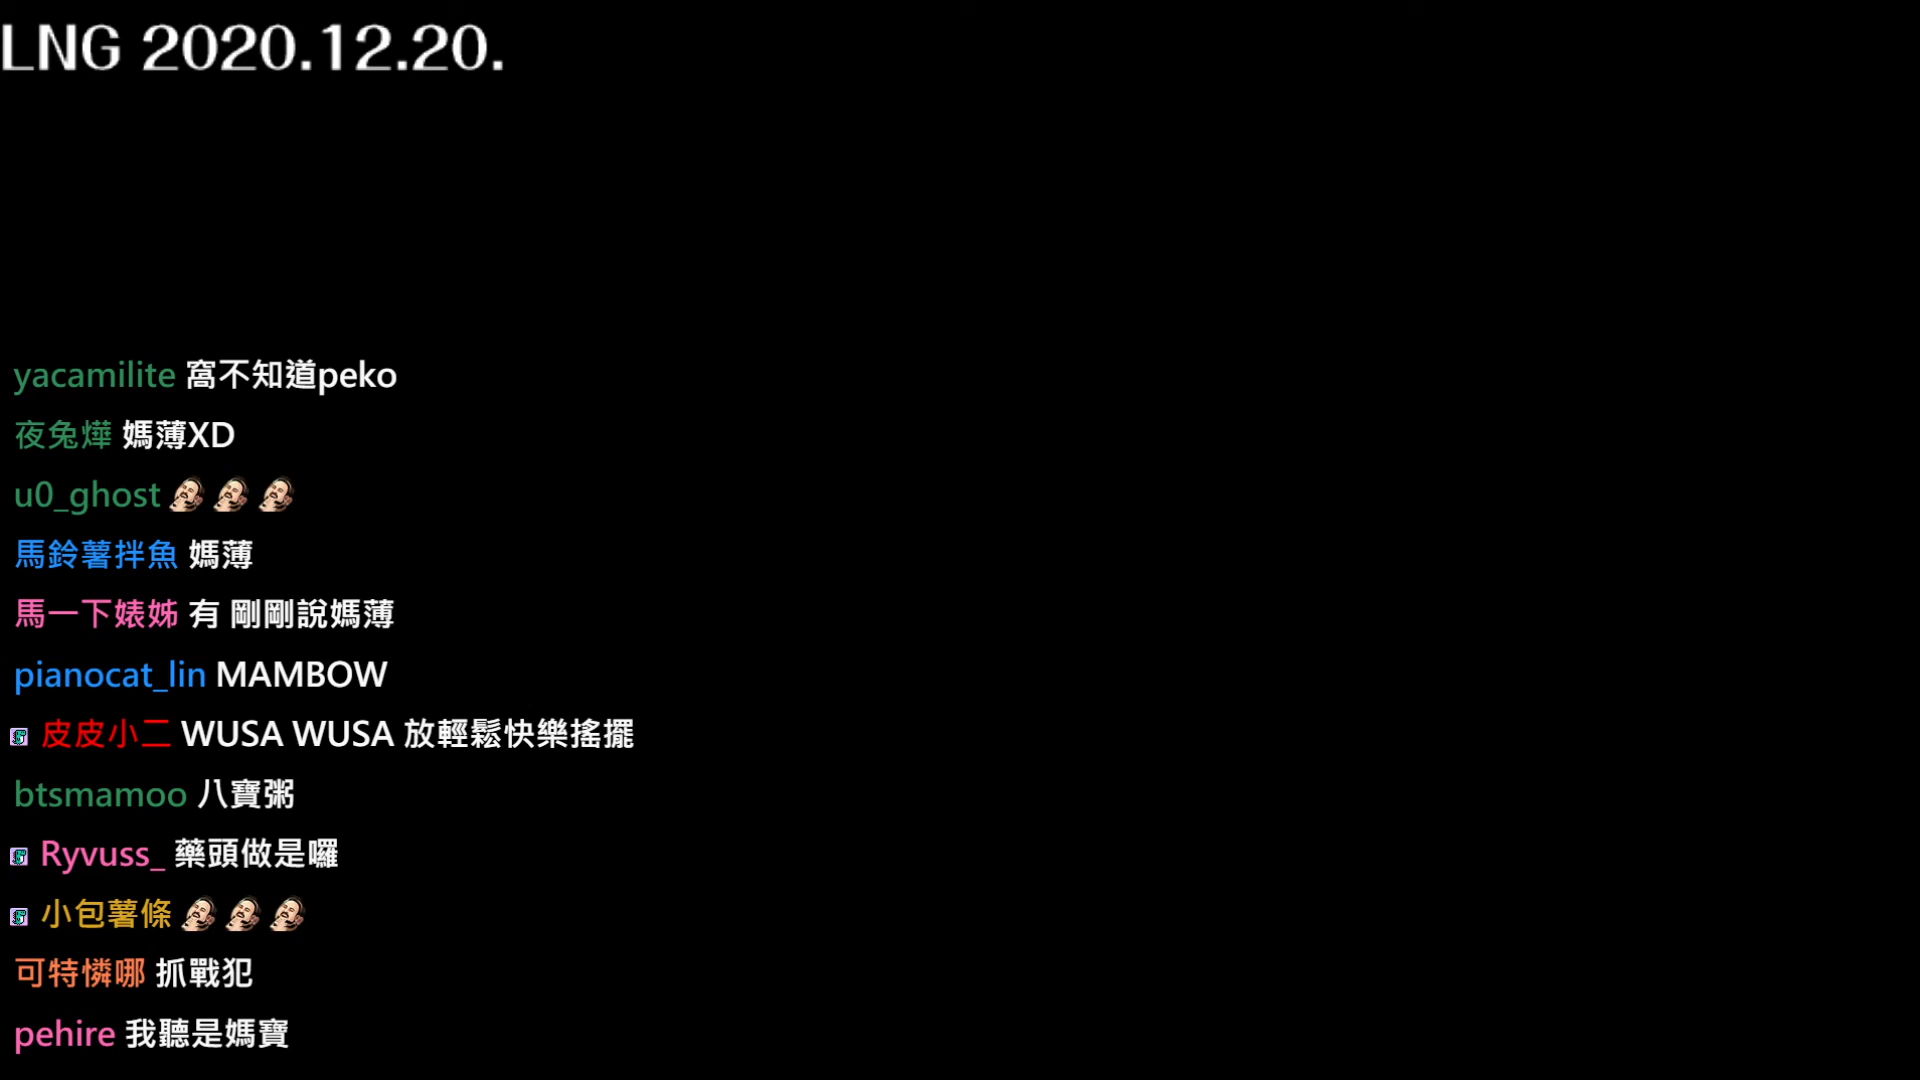 LNG 2020.12.20.
yacamilite 窩不知道peko
夜兔燁 媽薄XD
u0_ghost
馬鈴薯拌魚 媽薄
馬一下婊姊 有 剛剛說媽薄
pianocat_lin MAMBOW
皮皮小二 WUSA WUSA 放輕鬆快樂搖擺
btsmamoo 八寶粥
Ryvuss_ 藥頭做是囉
小包薯條
可特憐哪 抓戰犯
pehire 我聽是媽寶